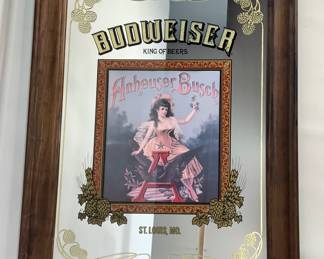 BUDWEISER
KING OF BEERS
Anheuser Busch
ST. LOUIS, MO.